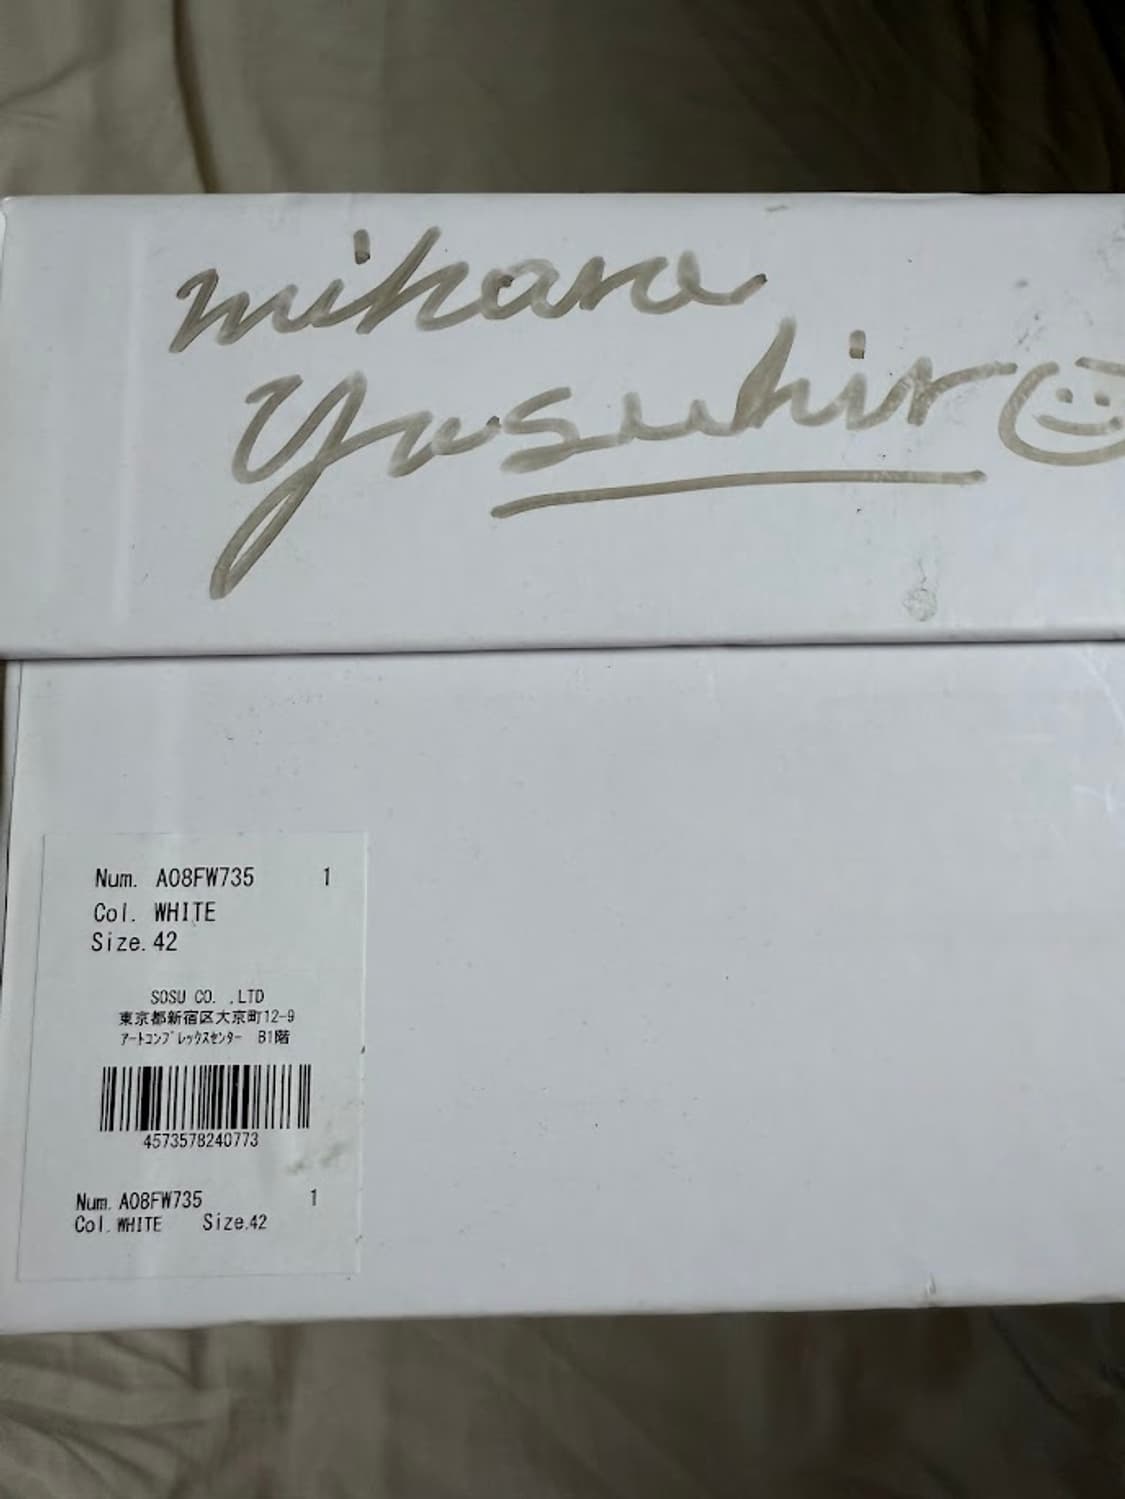 mihara
Yasuhiro
Num. A08FW735 1
Col. WHITE
Size. 42
SOSU CO. ,LTD
東京都新宿区大京町12-9
ｱｰﾄｺﾝﾌﾟﾚｯｸｽｾﾝﾀｰ B1階
4573578240773
Num. A08FW735 1
Col. WHITE Size.42